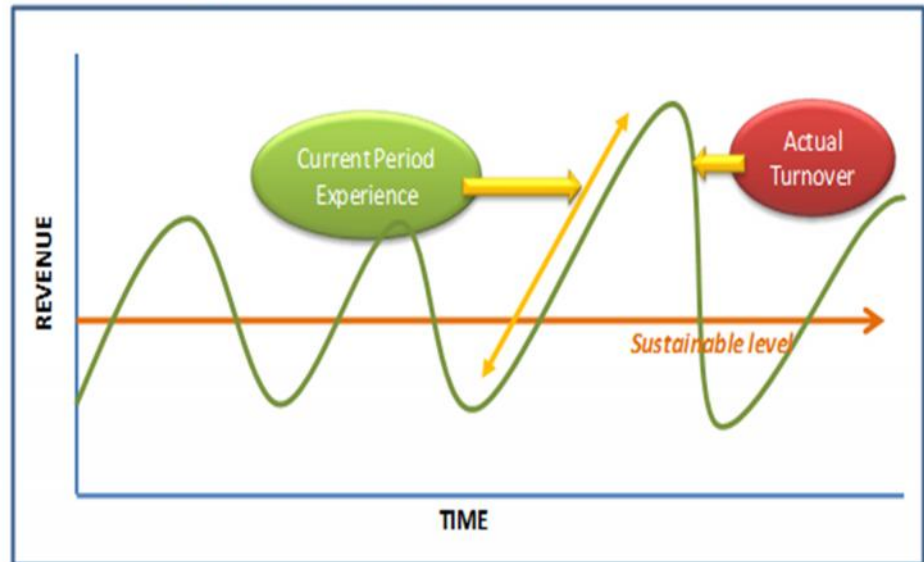 Current Period
Experience
Actual
Turnover
REVENUE
Sustainable level
TIME